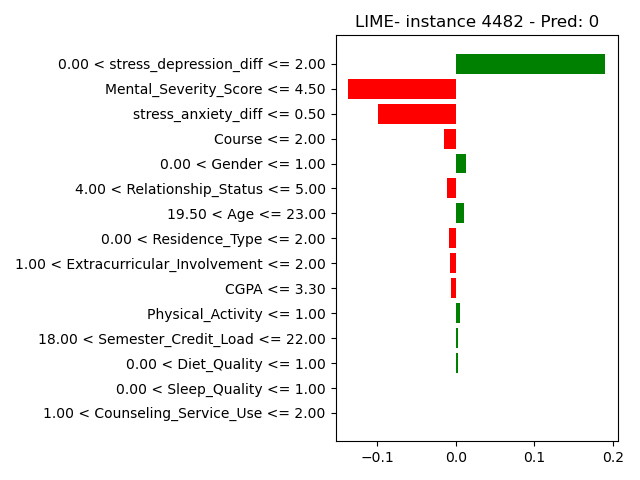 LIME- instance 4482 - Pred: 0
0.00 < stress_depression_diff <= 2.00
Mental_Severity_Score <= 4.50
stress_anxiety_diff <= 0.50
Course <= 2.00
0.00 < Gender <= 1.00
4.00 < Relationship_Status <= 5.00
19.50 < Age <= 23.00
0.00 < Residence_Type <= 2.00
1.00 < Extracurricular_Involvement <= 2.00
CGPA <= 3.30
Physical_Activity <= 1.00
18.00 < Semester_Credit_Load <= 22.00
0.00 < Diet_Quality <= 1.00
0.00 < Sleep_Quality <= 1.00
1.00 < Counseling_Service_Use <= 2.00
−0.1 0.0 0.1 0.2